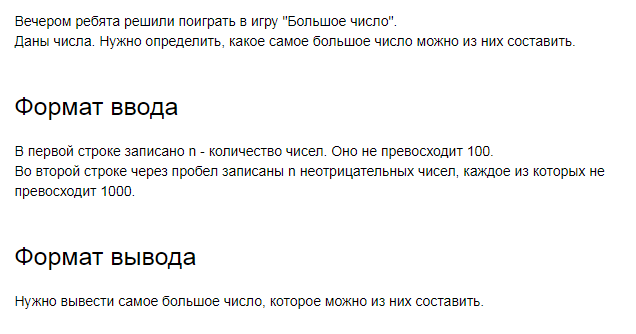 Вечером ребята решили поиграть в игру "Большое число".
Даны числа. Нужно определить, какое самое большое число можно из них составить.
Формат ввода
В первой строке записано n - количество чисел. Оно не превосходит 100.
Во второй строке через пробел записаны n неотрицательных чисел, каждое из которых не
превосходит 1000.
Формат вывода
Нужно вывести самое большое число, которое можно из них составить.